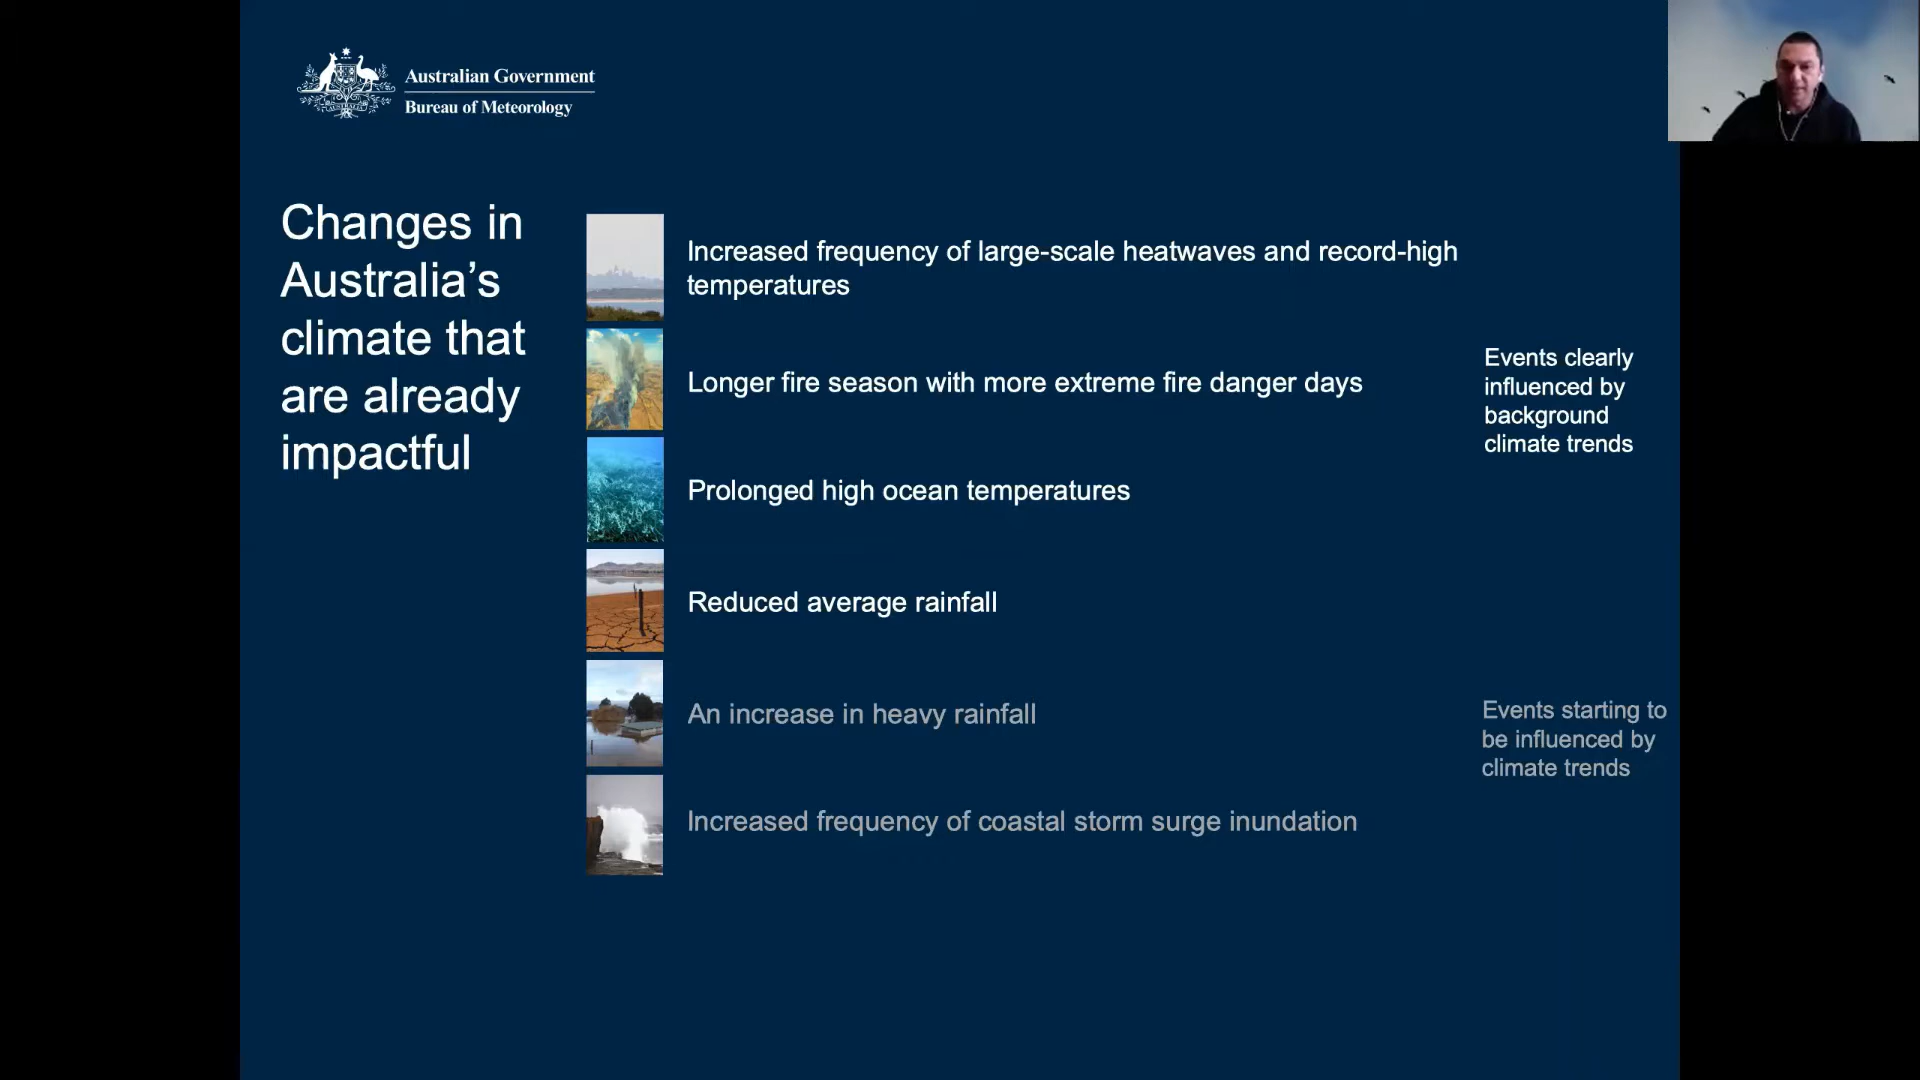 Australian Government
Bureau of Meteorology
Changes in
Australia’s
climate that
are already
impactful
Increased frequency of large-scale heatwaves and record-high
temperatures
Longer fire season with more extreme fire danger days
Prolonged high ocean temperatures
Reduced average rainfall
An increase in heavy rainfall
Increased frequency of coastal storm surge inundation
Events clearly
influenced by
background
climate trends
Events starting to
be influenced by
climate trends